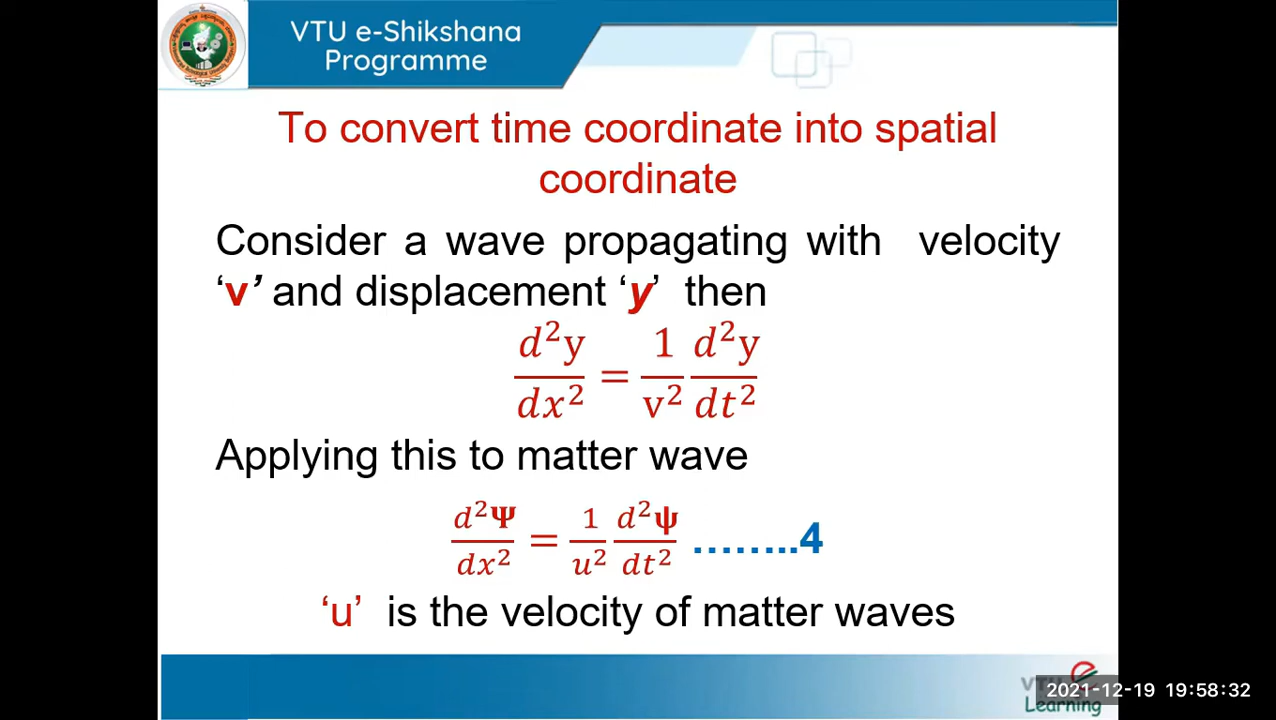 VTU e-Shikshana
Programme
To convert time coordinate into spatial
coordinate
Consider a wave propagating with velocity
‘v’ and displacement ‘y’ then
d²y/dx² = 1/v² d²y/dt²
Applying this to matter wave
d²Ψ/dx² = 1/u² d²ψ/dt² ……..4
‘u’ is the velocity of matter waves
VTU e
Learning
2021-12-19 19:58:32